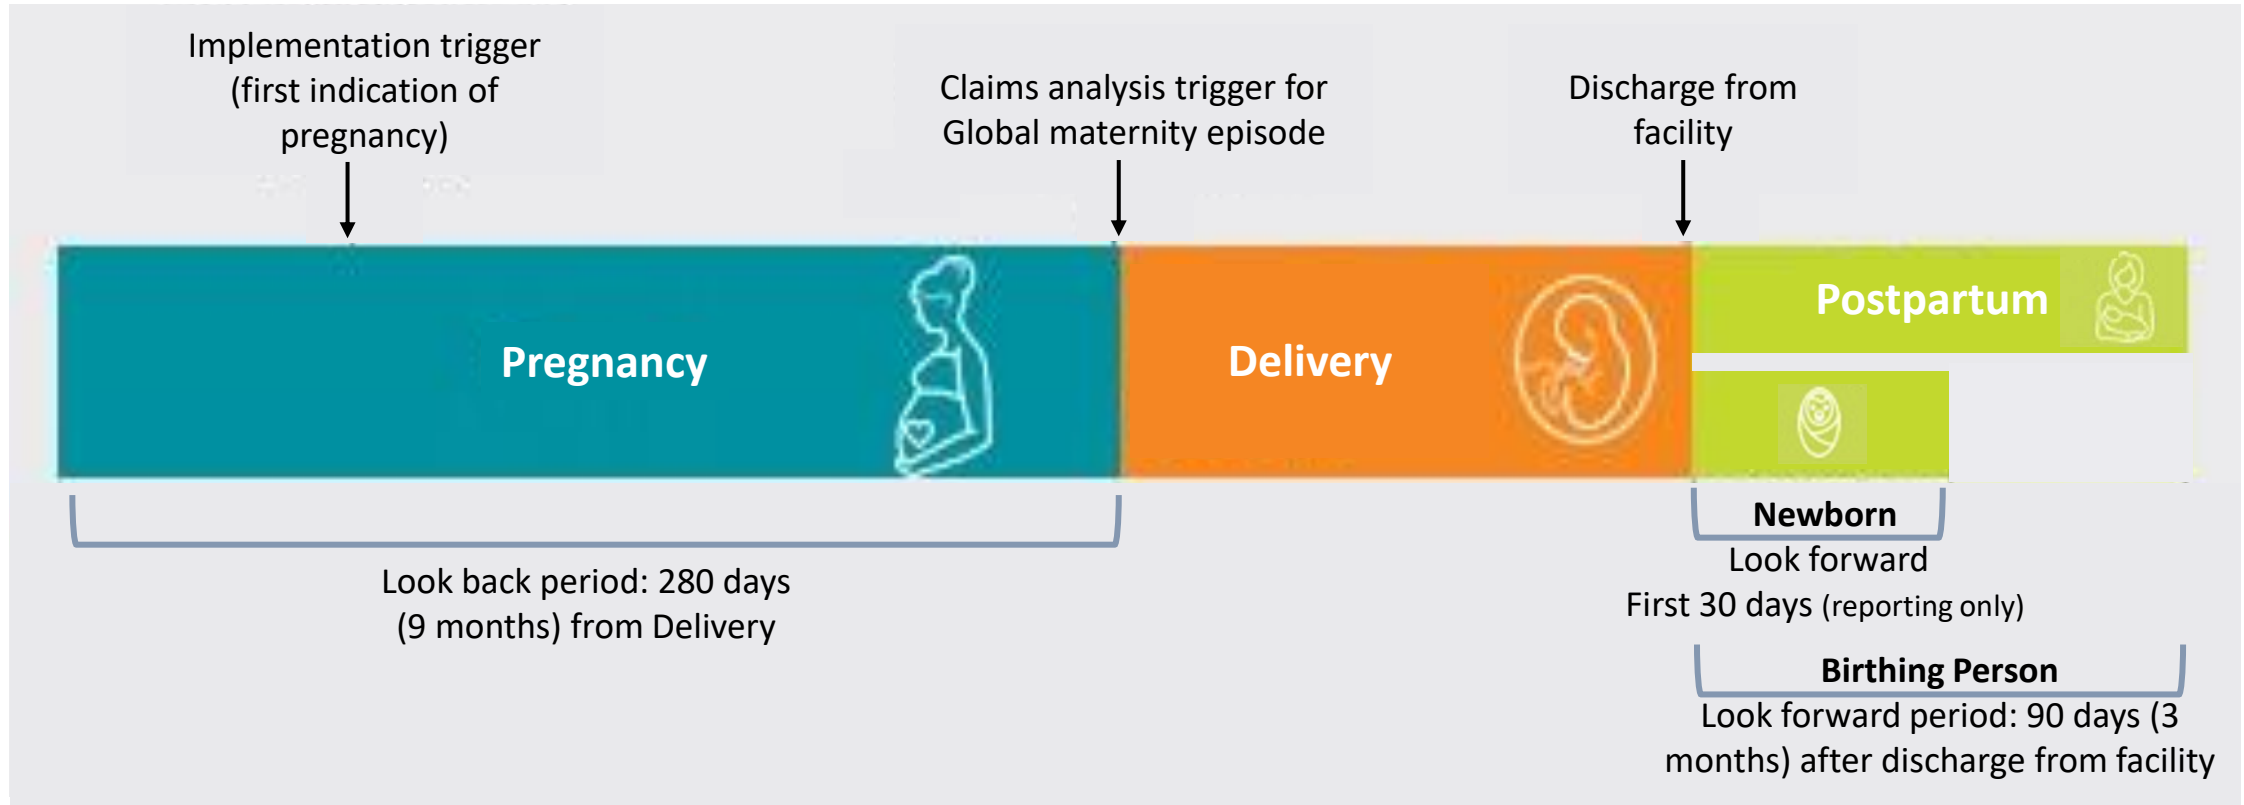 Implementation trigger
(first indication of
pregnancy)
Claims analysis trigger for
Global maternity episode
Discharge from
facility
Pregnancy
Delivery
Postpartum
Newborn
Look forward
First 30 days (reporting only)
Look back period: 280 days
(9 months) from Delivery
Birthing Person
Look forward period: 90 days (3
months) after discharge from facility